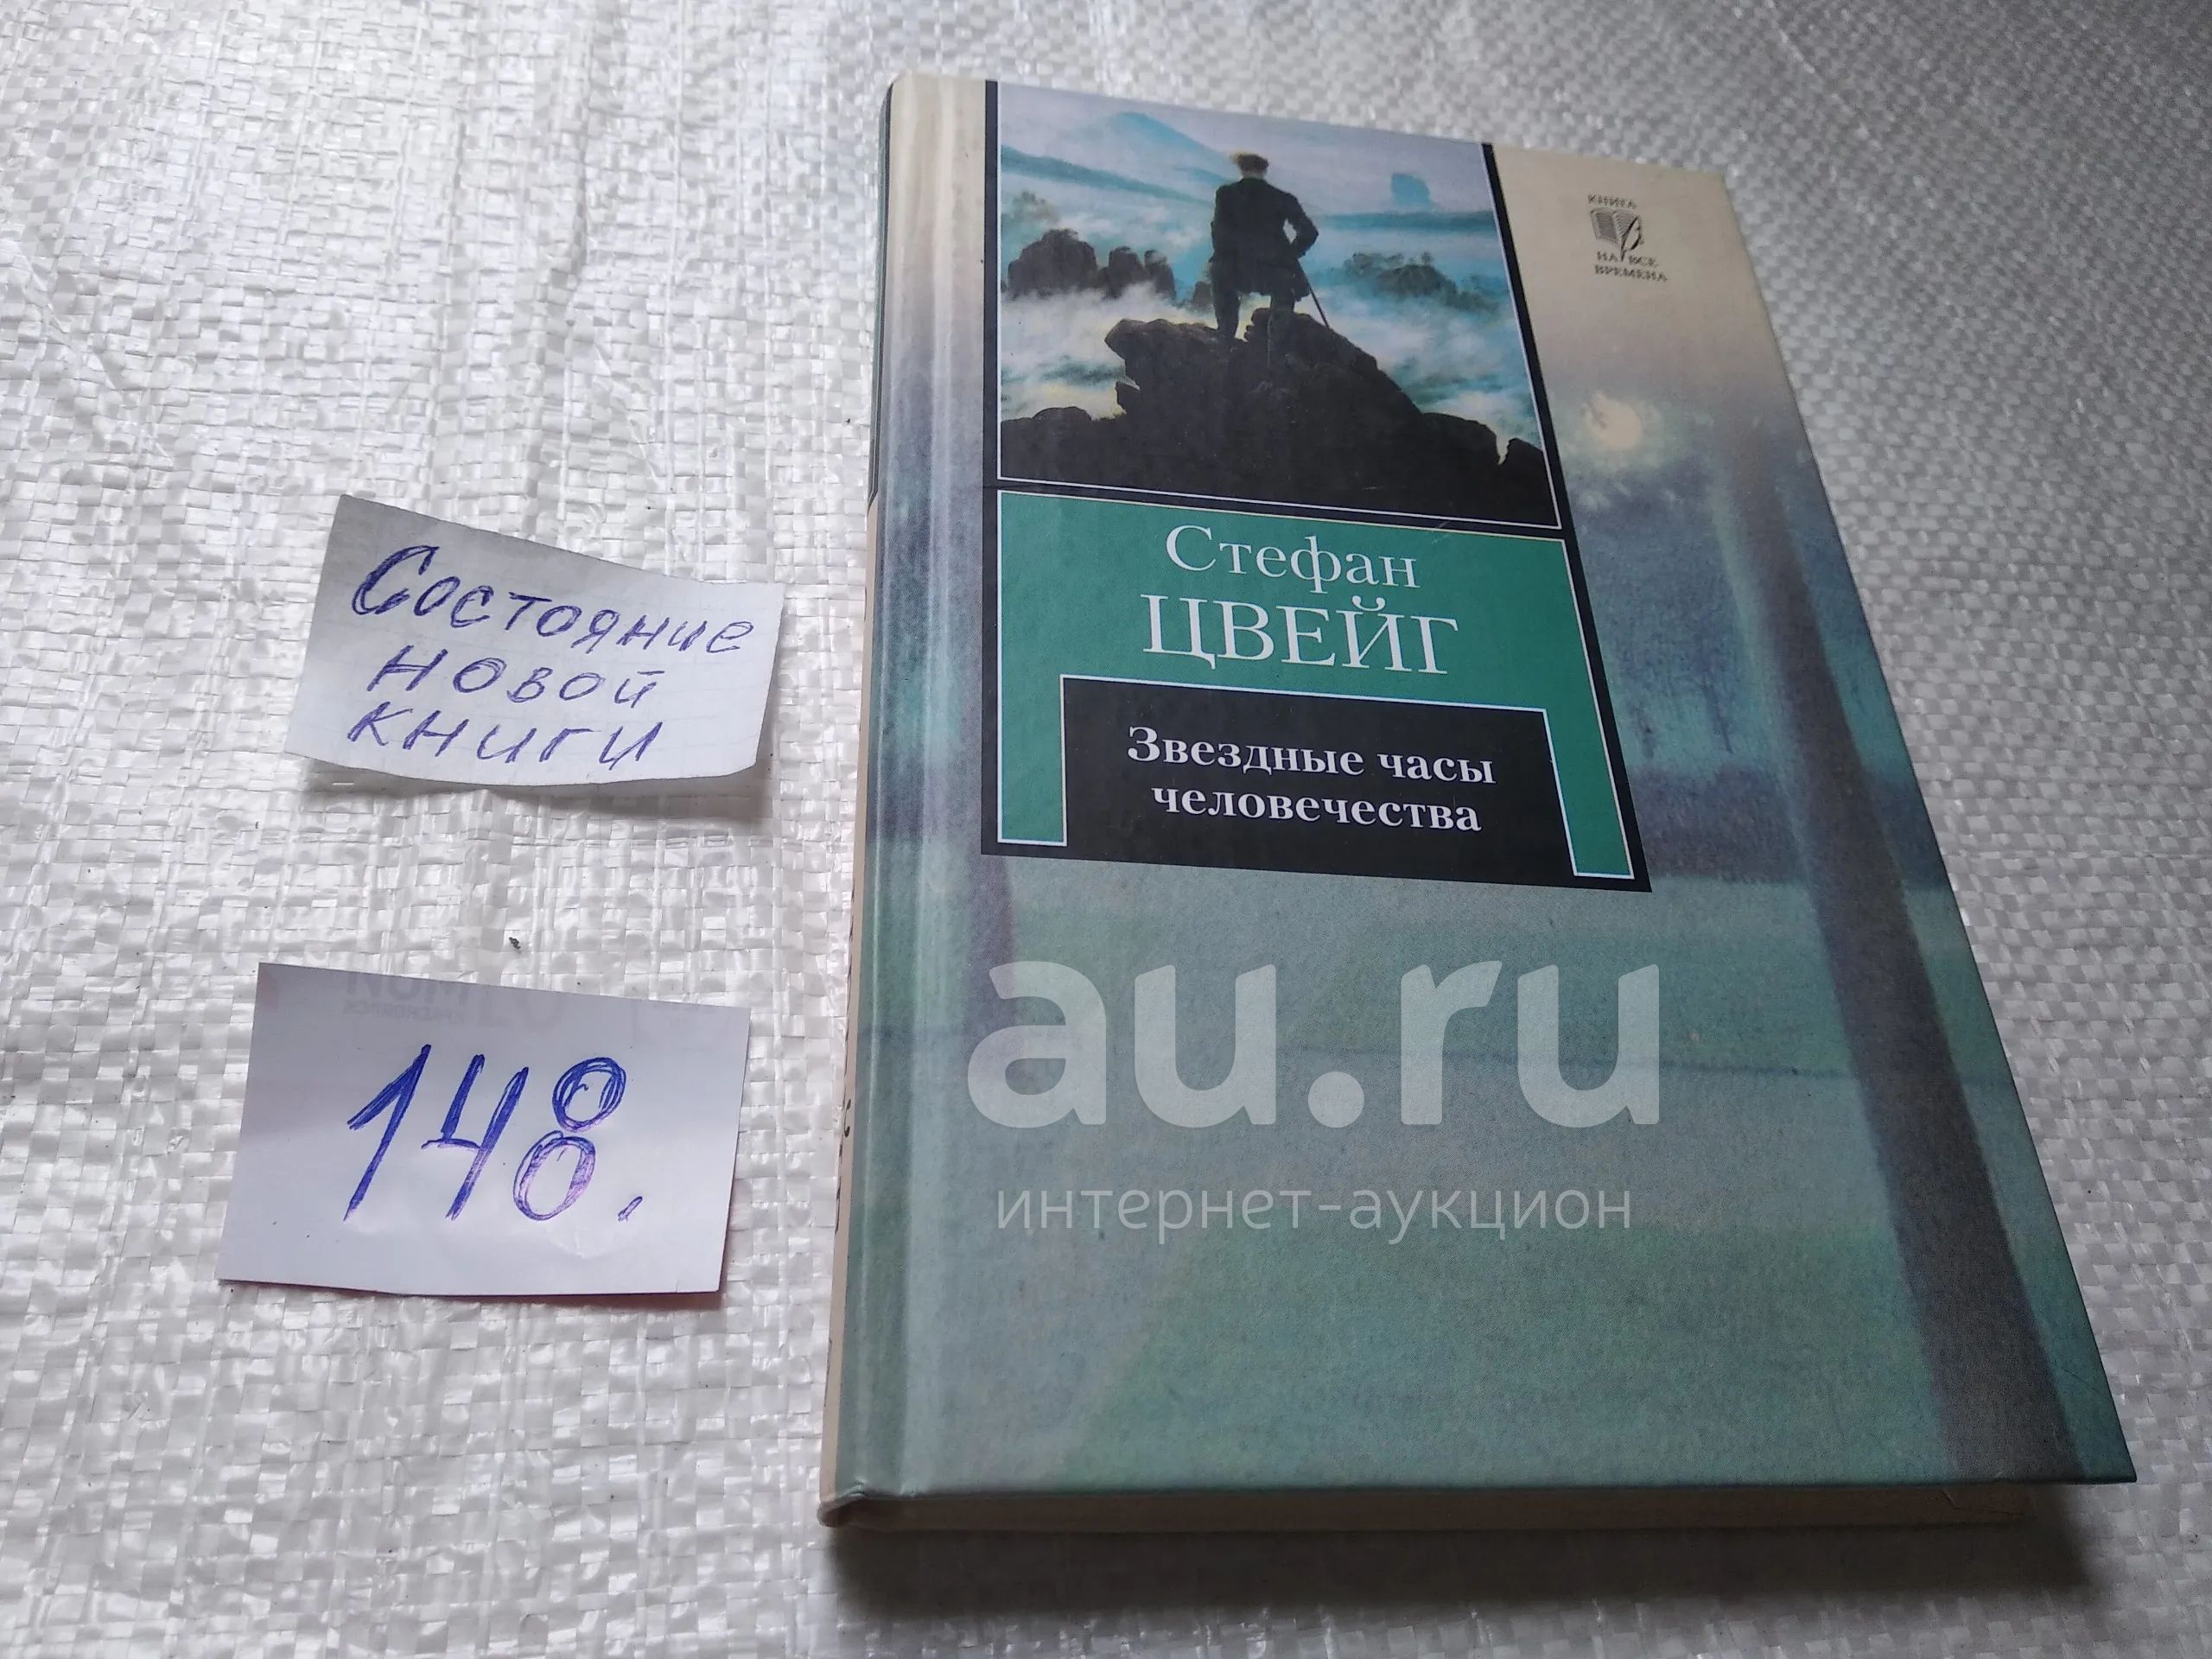 КНИГА
НА ВСЕ
ВРЕМЕНА
Стефан
ЦВЕЙГ
Звездные часы
человечества
Состояние
новой
книги
148.
au.ru
интернет-аукцион